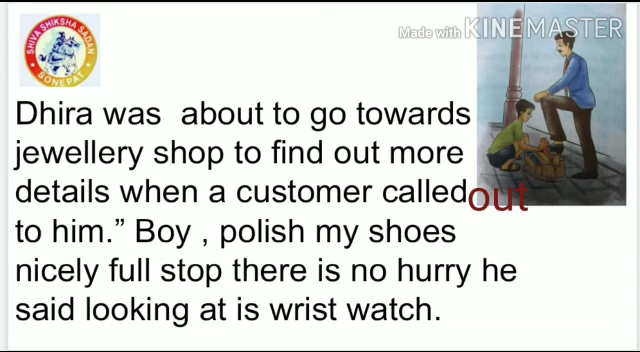 SHIVA SHIKSHA SADAN
SONEPAT
Made with KINEMASTER
Dhira was about to go towards
jewellery shop to find out more
details when a customer called out
to him.” Boy , polish my shoes
nicely full stop there is no hurry he
said looking at is wrist watch.